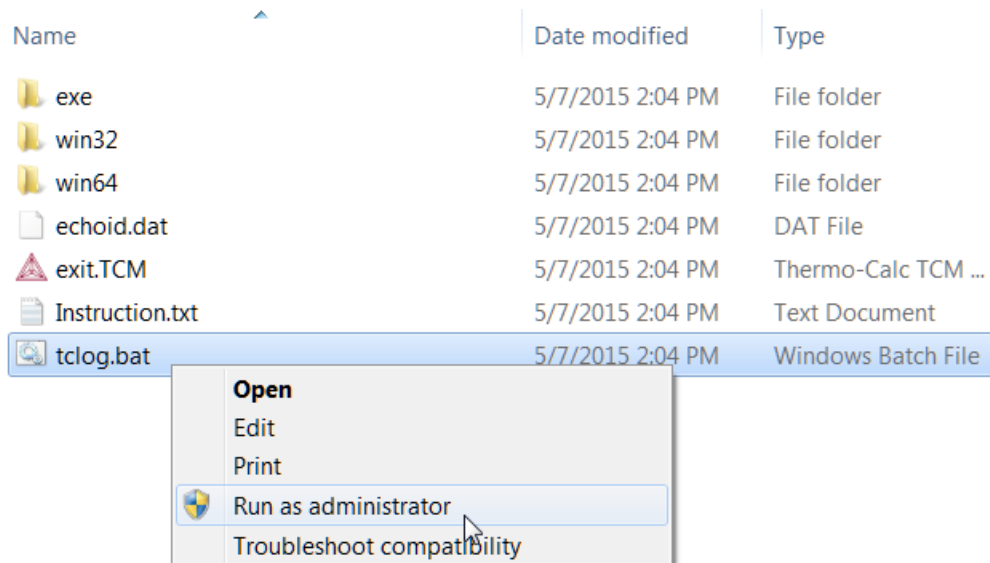 Name Date modified Type
exe 5/7/2015 2:04 PM File folder
win32 5/7/2015 2:04 PM File folder
win64 5/7/2015 2:04 PM File folder
echoid.dat 5/7/2015 2:04 PM DAT File
exit.TCM 5/7/2015 2:04 PM Thermo-Calc TCM ...
Instruction.txt 5/7/2015 2:04 PM Text Document
tclog.bat 5/7/2015 2:04 PM Windows Batch File
Open
Edit
Print
Run as administrator
Troubleshoot compatibility